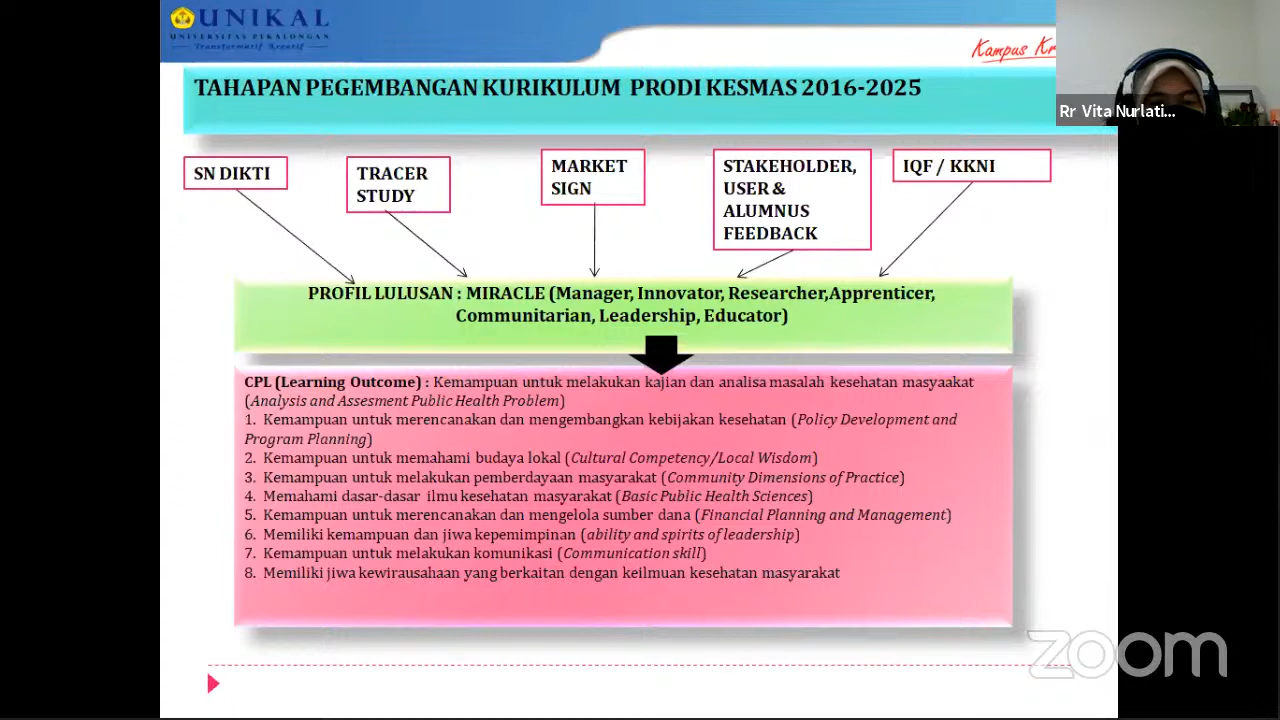 UNIKAL
UNIVERSITAS PEKALONGAN
Transformatif Kreatif
Kampus Kr
TAHAPAN PEGEMBANGAN KURIKULUM PRODI KESMAS 2016-2025
Rr Vita Nurlati...
SN DIKTI
TRACER
STUDY
MARKET
SIGN
STAKEHOLDER,
USER &
ALUMNUS
FEEDBACK
IQF / KKNI
PROFIL LULUSAN : MIRACLE (Manager, Innovator, Researcher,Apprenticer,
Communitarian, Leadership, Educator)
CPL (Learning Outcome) : Kemampuan untuk melakukan kajian dan analisa masalah kesehatan masyaakat
(Analysis and Assesment Public Health Problem)
1. Kemampuan untuk merencanakan dan mengembangkan kebijakan kesehatan (Policy Development and
Program Planning)
2. Kemampuan untuk memahami budaya lokal (Cultural Competency/Local Wisdom)
3. Kemampuan untuk melakukan pemberdayaan masyarakat (Community Dimensions of Practice)
4. Memahami dasar-dasar ilmu kesehatan masyarakat (Basic Public Health Sciences)
5. Kemampuan untuk merencanakan dan mengelola sumber dana (Financial Planning and Management)
6. Memiliki kemampuan dan jiwa kepemimpinan (ability and spirits of leadership)
7. Kemampuan untuk melakukan komunikasi (Communication skill)
8. Memiliki jiwa kewirausahaan yang berkaitan dengan keilmuan kesehatan masyarakat
zoom